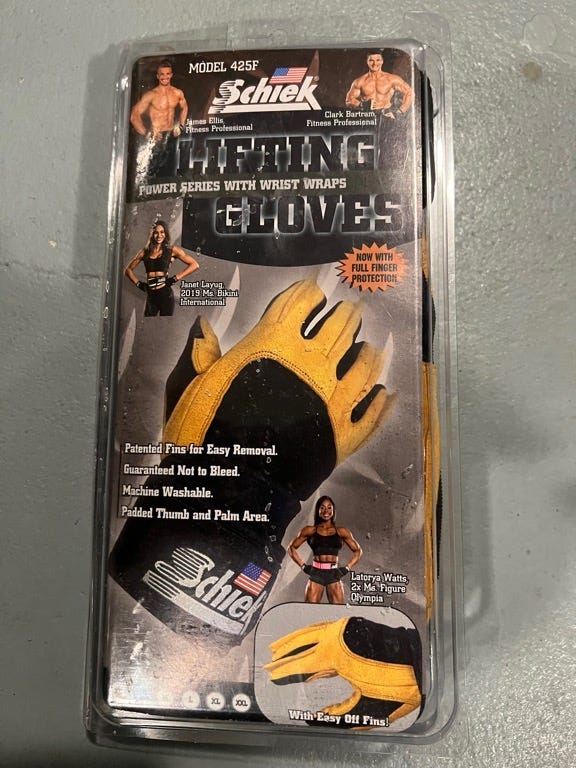 MODEL 425F
Schiek®
James Ellis,
Fitness Professional
Clark Bartram,
Fitness Professional
LIFTING
POWER SERIES WITH WRIST WRAPS
GLOVES
NOW WITH
FULL FINGER
PROTECTION
Janet Layug,
2019 Ms. Bikini
International
Patented Fins for Easy Removal.
Guaranteed Not to Bleed.
Machine Washable.
Padded Thumb and Palm Area.
Schiek
Latorya Watts,
2x Ms. Figure
Olympia
L XL XXL
With Easy Off Fins!